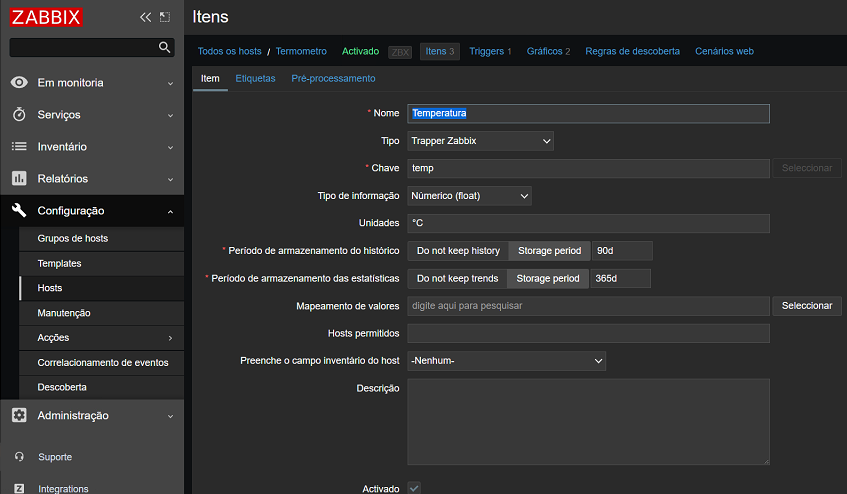 ZABBIX
Itens
Todos os hosts / Termometro Activado ZBX Itens 3 Triggers 1 Gráficos 2 Regras de descoberta Cenários web
Item Etiquetas Pré-processamento
Em monitoria
Serviços
Inventário
Relatórios
Configuração
Grupos de hosts
Templates
Hosts
Manutenção
Acções
Correlacionamento de eventos
Descoberta
Administração
Suporte
Integrations
* Nome Temperatura
Tipo Trapper Zabbix
* Chave temp Seleccionar
Tipo de informação Númerico (float)
Unidades °C
* Período de armazenamento do histórico Do not keep history Storage period 90d
* Período de armazenamento das estatísticas Do not keep trends Storage period 365d
Mapeamento de valores digite aqui para pesquisar Seleccionar
Hosts permitidos
Preenche o campo inventário do host -Nenhum-
Descrição
Activado